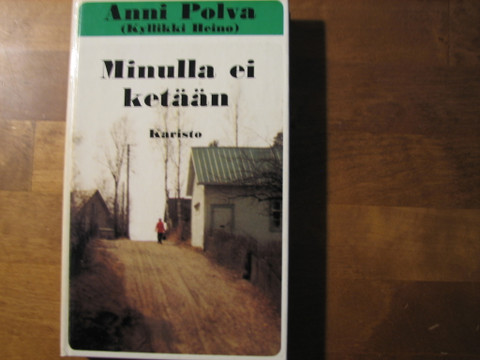 Anni Polva
(Kyllikki Heino)
Minulla ei
ketään
Karisto